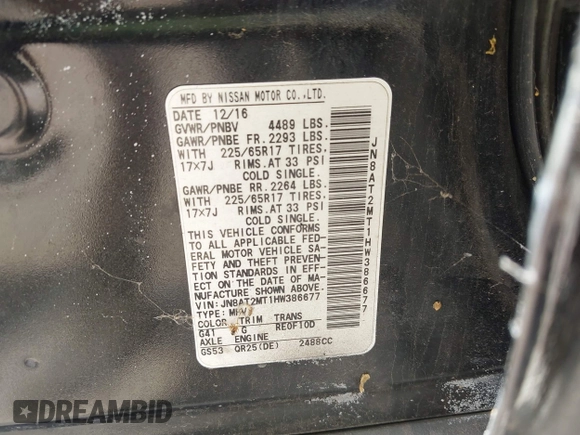 MFD BY NISSAN MOTOR CO.,LTD.
DATE 12/16
GVWR/PNBV 4489 LBS.
GAWR/PNBE FR. 2293 LBS.
WITH 225/65R17 TIRES,
17×7J RIMS. AT 33 PSI
COLD SINGLE.
GAWR/PNBE RR. 2264 LBS.
WITH 225/65R17 TIRES,
17×7J RIMS. AT 33 PSI
COLD SINGLE.
THIS VEHICLE CONFORMS
TO ALL APPLICABLE FED-
ERAL MOTOR VEHICLE SA-
FETY AND THEFT PREVEN-
TION STANDARDS IN EFF-
ECT ON THE DATE OF MA-
NUFACTURE SHOWN ABOVE.
VIN: JN8AT2MT1HW386677
TYPE: MPV
COLOR TRIM TRANS
G41 G RE0F10D
AXLE ENGINE
GS53 QR25(DE) 2488CC
JN8AT2MT1HW386677
DREAMBID